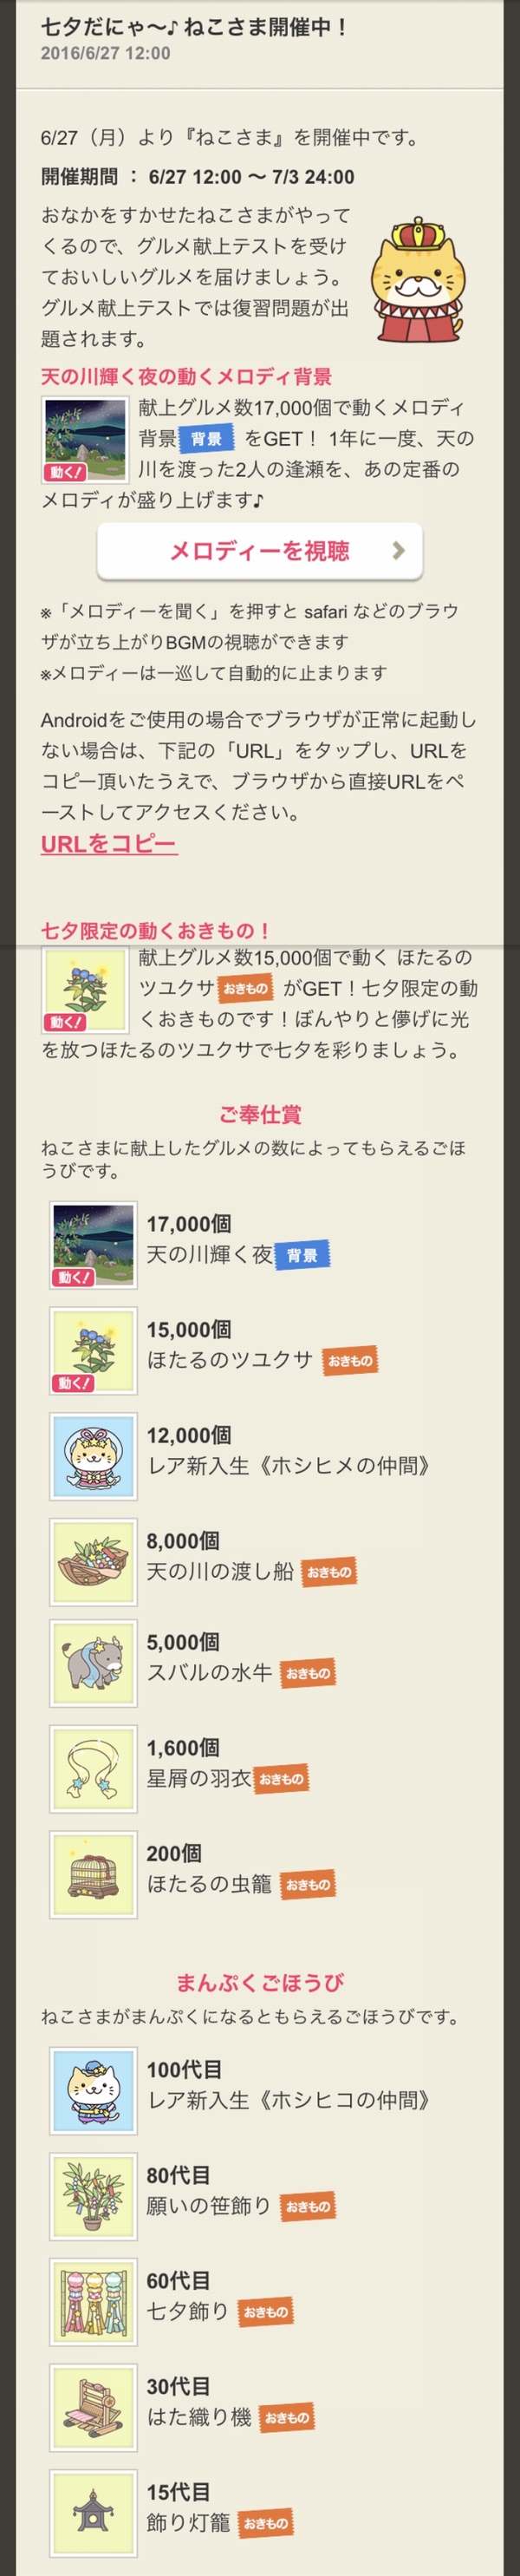 七夕だにゃ～♪ ねこさま開催中！
2016/6/27 12:00
6/27（月）より『ねこさま』を開催中です。
開催期間 ： 6/27 12:00 ～ 7/3 24:00
おなかをすかせたねこさまがやって
くるので、グルメ献上テストを受け
ておいしいグルメを届けましょう。
グルメ献上テストでは復習問題が出
題されます。
天の川輝く夜の動くメロディ背景
献上グルメ数17,000個で動くメロディ
背景 背景 をGET！ 1年に一度、天の
川を渡った2人の逢瀬を、あの定番の
動く!
メロディが盛り上げます♪
メロディーを視聴
※「メロディーを聞く」を押すと safari などのブラウ
ザが立ち上がりBGMの視聴ができます
※メロディーは一巡して自動的に止まります
Androidをご使用の場合でブラウザが正常に起動し
ない場合は、下記の「URL」をタップし、URLを
コピー頂いたうえで、ブラウザから直接URLをペ
ーストしてアクセスください。
URLをコピー
七夕限定の動くおきもの！
献上グルメ数15,000個で動く ほたるの
ツユクサ おきもの がGET！七夕限定の動
くおきものです！ぼんやりと儚げに光
動く!
を放つほたるのツユクサで七夕を彩りましょう。
ご奉仕賞
ねこさまに献上したグルメの数によってもらえるごほ
うびです。
17,000個
天の川輝く夜 背景
動く!
15,000個
ほたるのツユクサ おきもの
動く!
12,000個
レア新入生《ホシヒメの仲間》
8,000個
天の川の渡し船 おきもの
5,000個
スバルの水牛 おきもの
1,600個
星屑の羽衣 おきもの
200個
ほたるの虫籠 おきもの
まんぷくごほうび
ねこさまがまんぷくになるともらえるごほうびです。
100代目
レア新入生《ホシヒコの仲間》
80代目
願いの笹飾り おきもの
60代目
七夕飾り おきもの
30代目
はた織り機 おきもの
15代目
飾り灯籠 おきもの